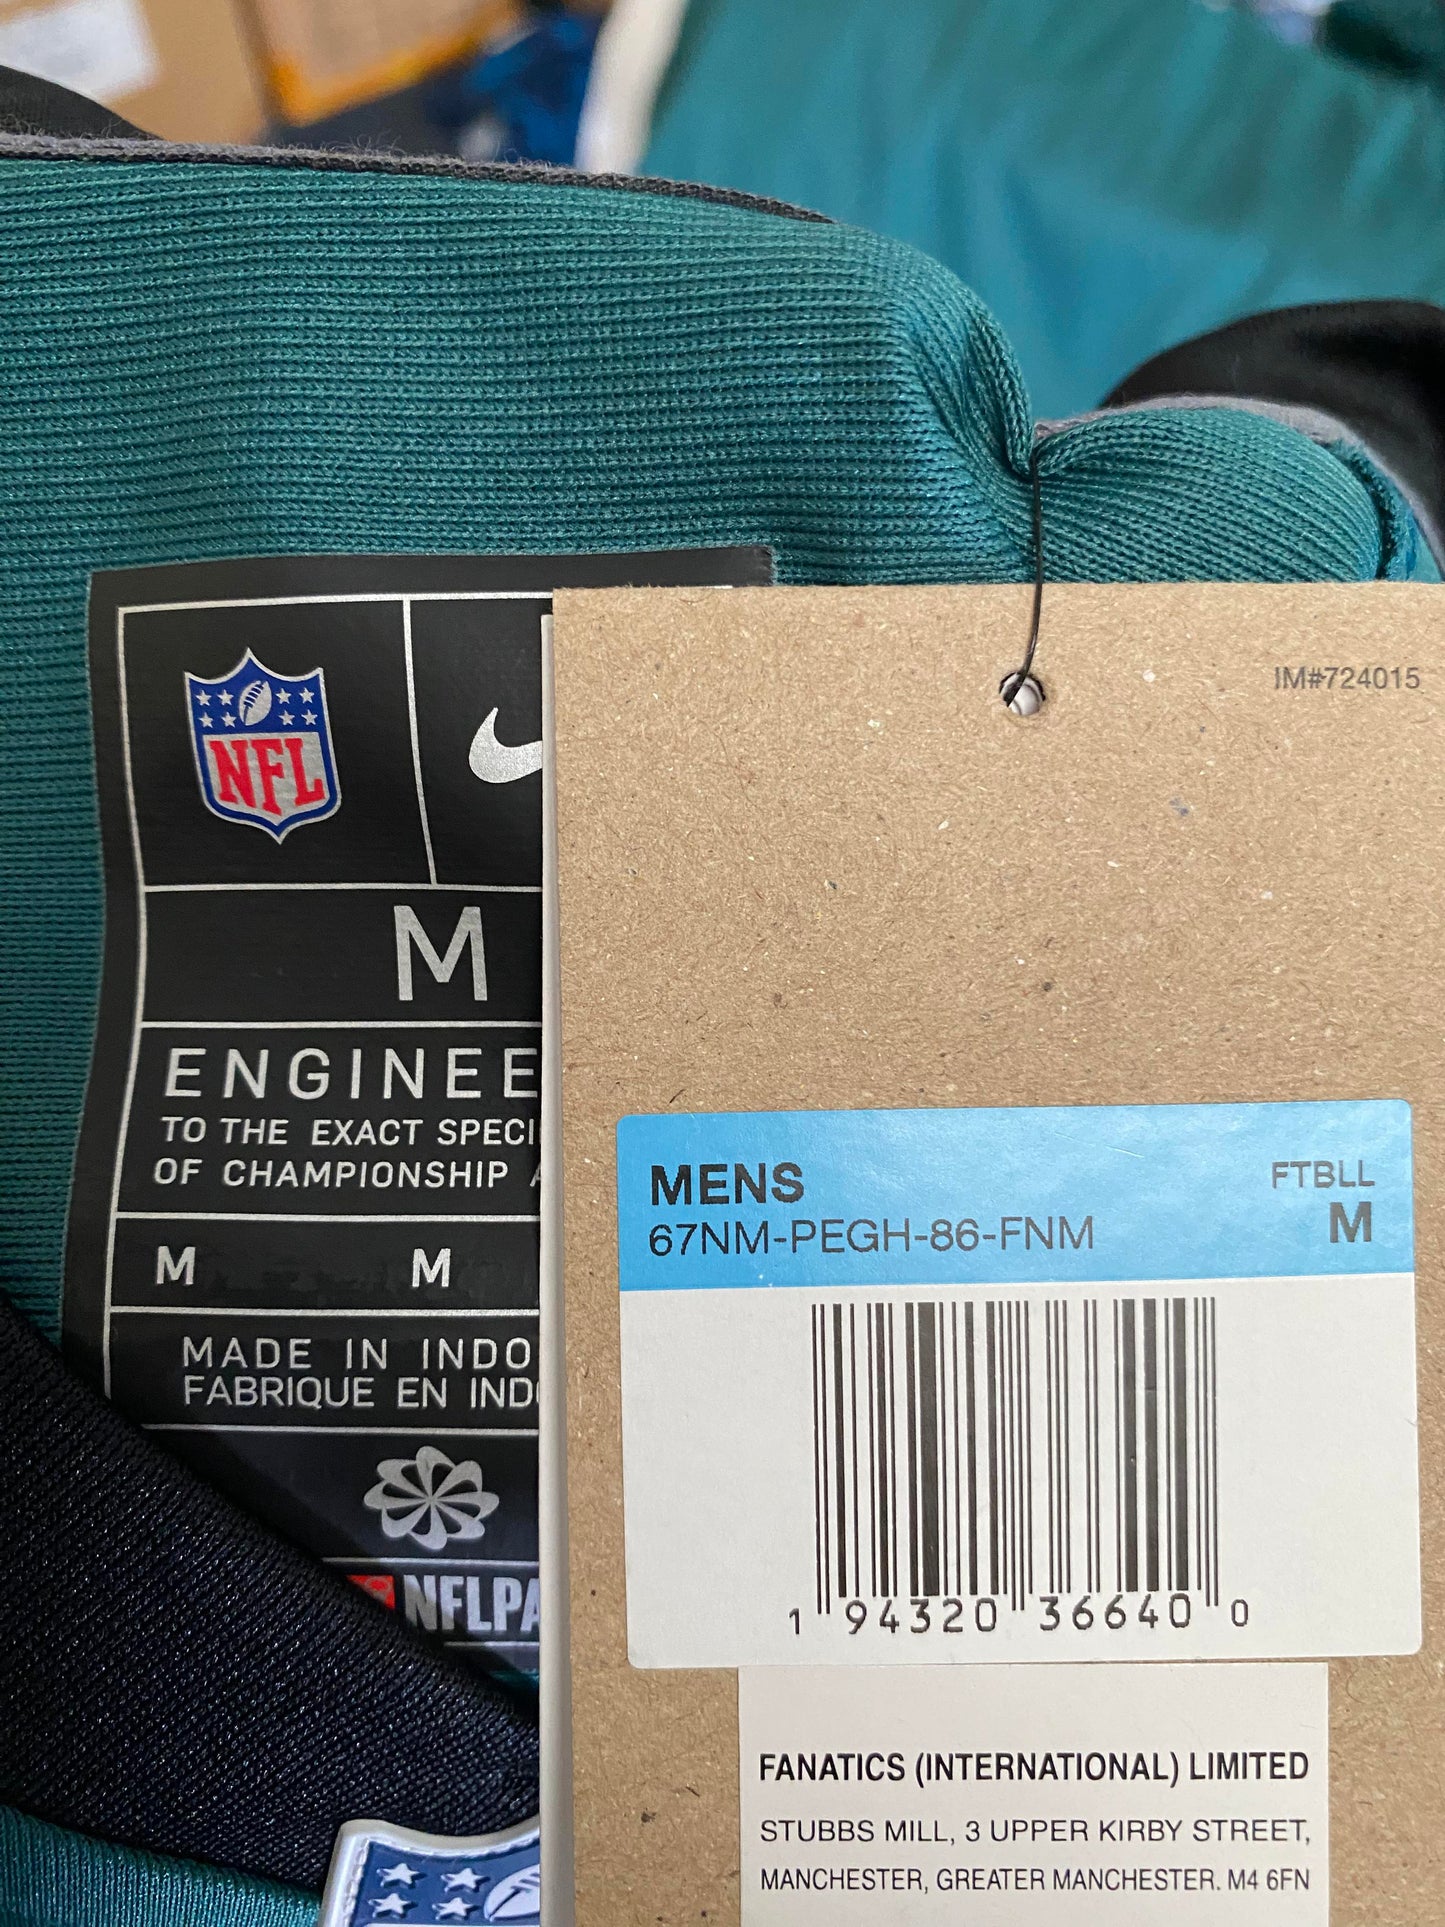 NFL
M
ENGINEE
TO THE EXACT SPECI
OF CHAMPIONSHIP
M M
MADE IN INDO
FABRIQUE EN IND
NFLPA
IM#724015
MENS FTBLL
67NM-PEGH-86-FNM M
1 94320 36640 0
FANATICS (INTERNATIONAL) LIMITED
STUBBS MILL, 3 UPPER KIRBY STREET,
MANCHESTER, GREATER MANCHESTER. M4 6FN